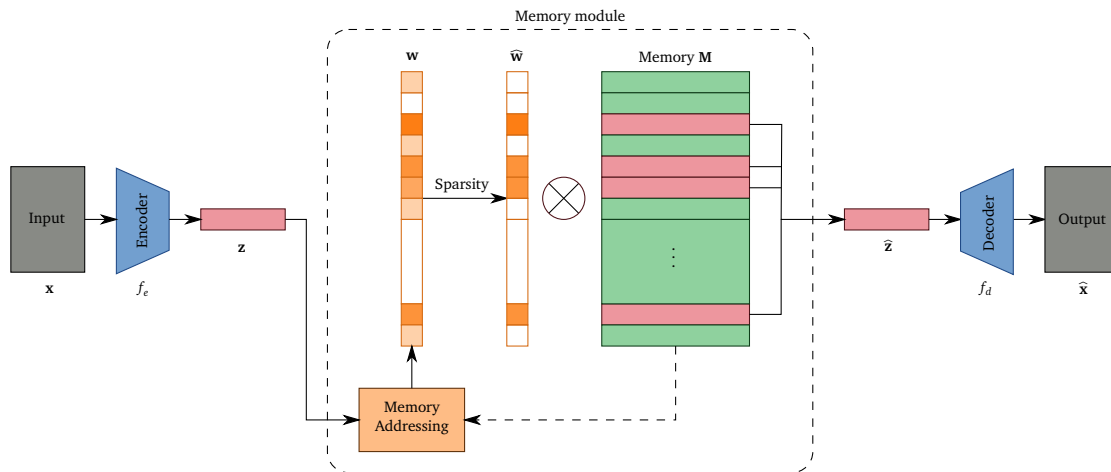 Memory module
w
ŵ
Memory M
Sparsity
Input
Encoder
z
x
f_e
⋮
ẑ
Decoder
Output
f_d
x̂
Memory
Addressing